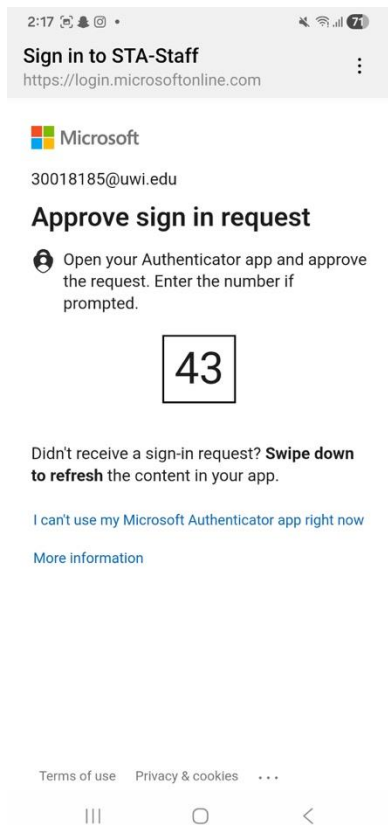 2:17
71
Sign in to STA-Staff
https://login.microsoftonline.com
Microsoft
30018185@uwi.edu
Approve sign in request
Open your Authenticator app and approve
the request. Enter the number if
prompted.
43
Didn't receive a sign-in request? Swipe down
to refresh the content in your app.
I can't use my Microsoft Authenticator app right now
More information
Terms of use Privacy & cookies ...